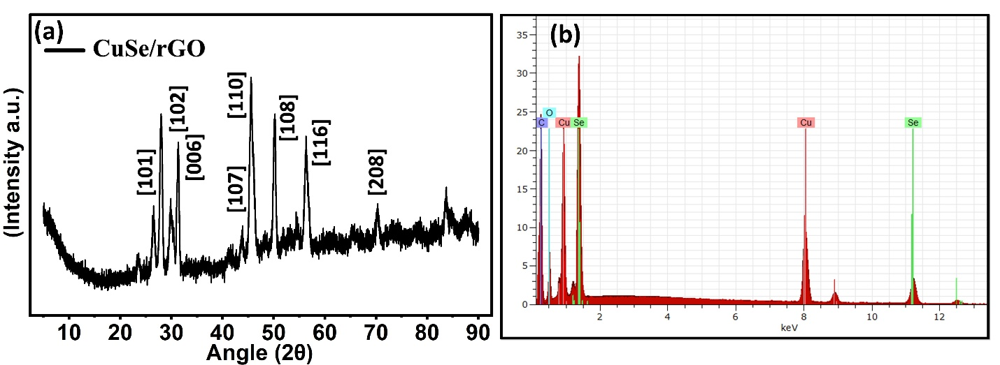 (a)
CuSe/rGO
(Intensity a.u.)
[101]
[102]
[006]
[107]
[110]
[108]
[116]
[208]
10 20 30 40 50 60 70 80 90
Angle (2θ)
(b)
35
30
25
20
15
10
5
0
C O Cu Se Cu Se
2 4 6 8 10 12
keV